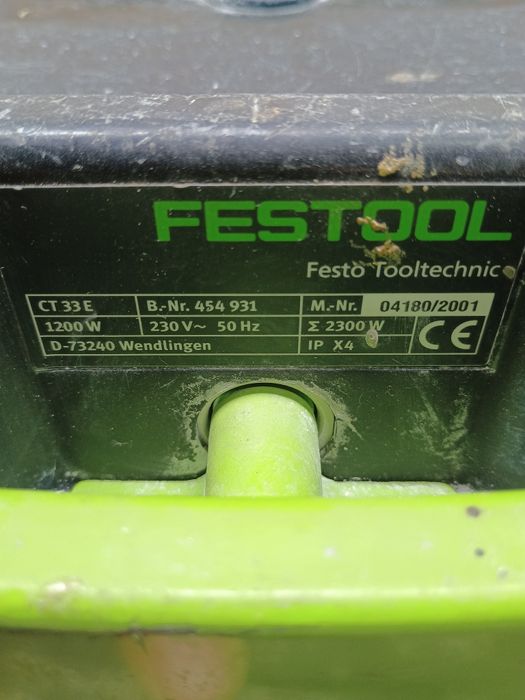 FESTOOL
Festo Tooltechnic
CT 33 E B.-Nr. 454 931 M.-Nr. 04180/2001
1200 W 230 V~ 50 Hz Σ 2300 W CE
D-73240 Wendlingen IP X4